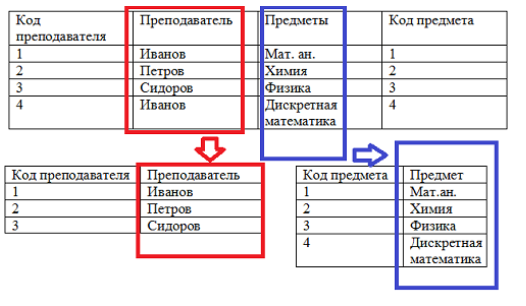 Код преподавателя Преподаватель Предметы Код предмета
1 Иванов Мат. ан. 1
2 Петров Химия 2
3 Сидоров Физика 3
4 Иванов Дискретная математика 4
Код преподавателя Преподаватель
1 Иванов
2 Петров
3 Сидоров
Код предмета Предмет
1 Мат.ан.
2 Химия
3 Физика
4 Дискретная математика